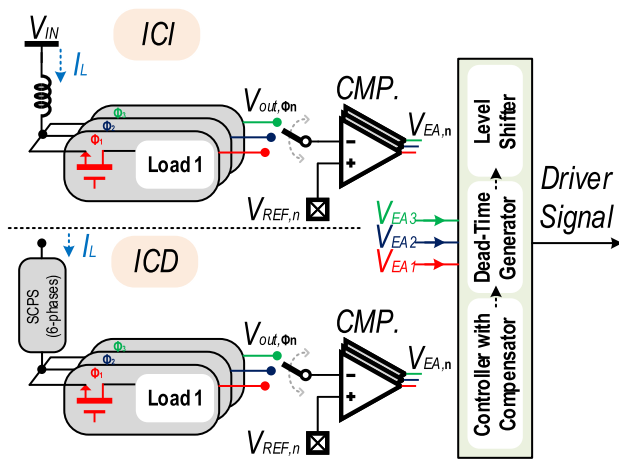 V_IN
ICI
I_L
Φ3
Φ2
Φ1
Load 1
V_out,Φn
CMP.
V_EA,n
V_REF,n
I_L
ICD
SCPS
(6-phases)
Φ3
Φ2
Φ1
Load 1
V_out,Φn
CMP.
V_EA,n
V_REF,n
V_EA3
V_EA2
V_EA1
Level
Shifter
Dead-Time
Generator
Controller with
Compensator
Driver
Signal